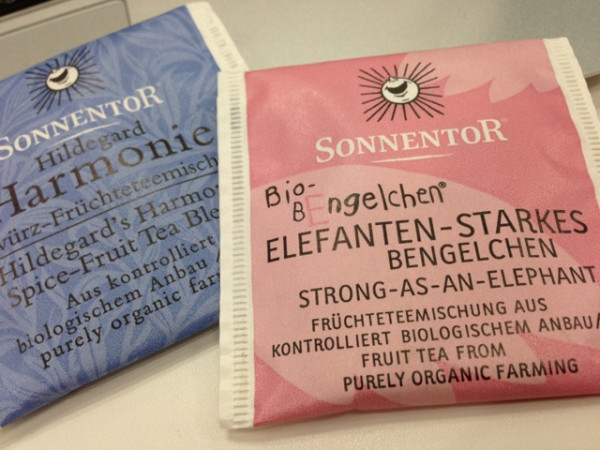 SONNENTOR
Hildegard
Harmonie
würz-Früchteteemisch
Hildegard's Harmo
Spice-Fruit Tea Ble
Aus kontrolliert
biologischem Anbau /
purely organic far
SONNENTOR®
Bio-
BEngelchen®
ELEFANTEN-STARKES
BENGELCHEN
STRONG-AS-AN-ELEPHANT
FRÜCHTETEEMISCHUNG AUS
KONTROLLIERT BIOLOGISCHEM ANBAU/
FRUIT TEA FROM
PURELY ORGANIC FARMING